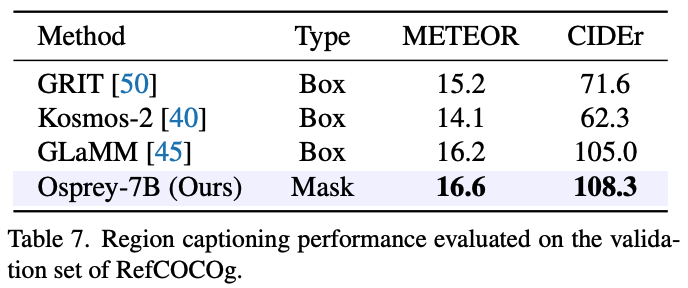 Method Type METEOR CIDEr
GRIT [50] Box 15.2 71.6
Kosmos-2 [40] Box 14.1 62.3
GLaMM [45] Box 16.2 105.0
Osprey-7B (Ours) Mask 16.6 108.3
Table 7. Region captioning performance evaluated on the valida-
tion set of RefCOCOg.